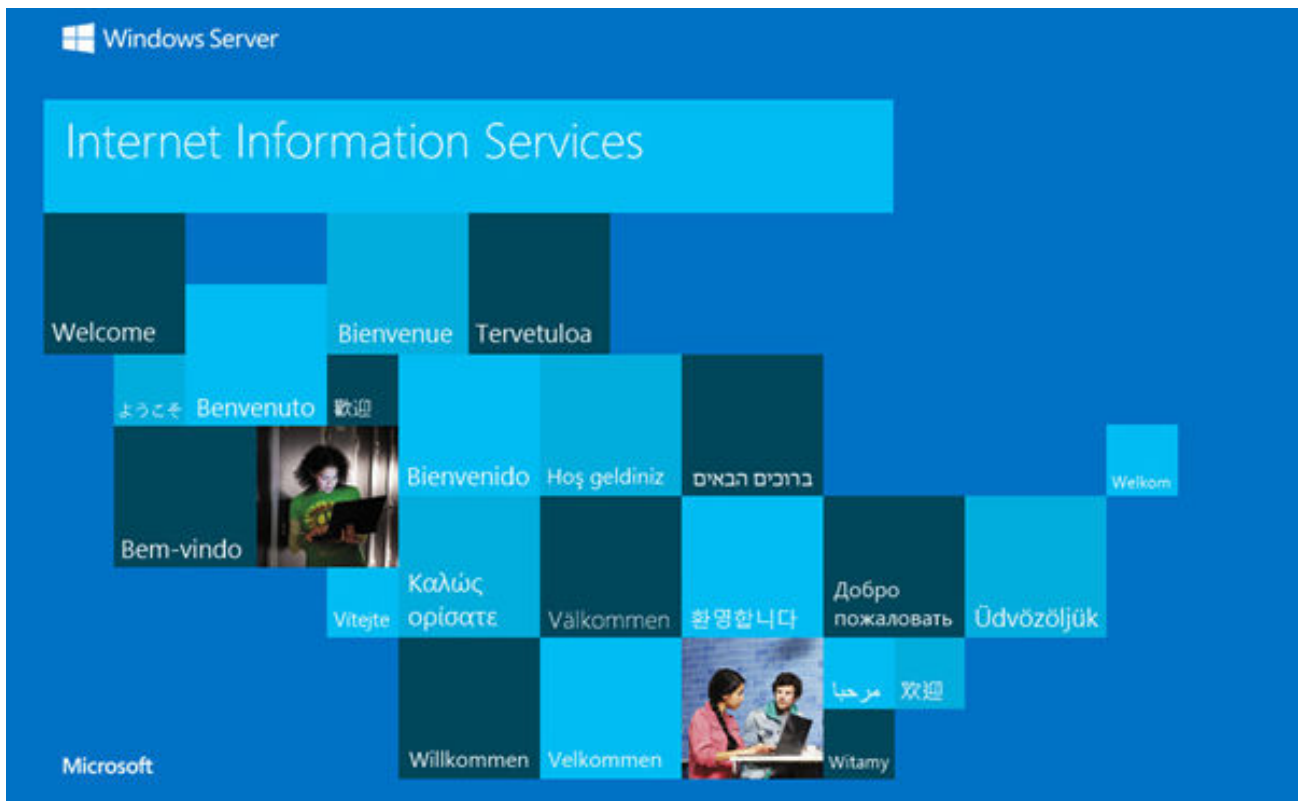 Windows Server
Internet Information Services
Welcome
Bienvenue
Tervetuloa
ようこそ
Benvenuto
歡迎
Bienvenido
Hoş geldiniz
ברוכים הבאים
Welkom
Bem-vindo
Vítejte
Καλώς
ορίσατε
Välkommen
환영합니다
Добро
пожаловать
Üdvözöljük
مرحبا
欢迎
Willkommen
Velkommen
Witamy
Microsoft